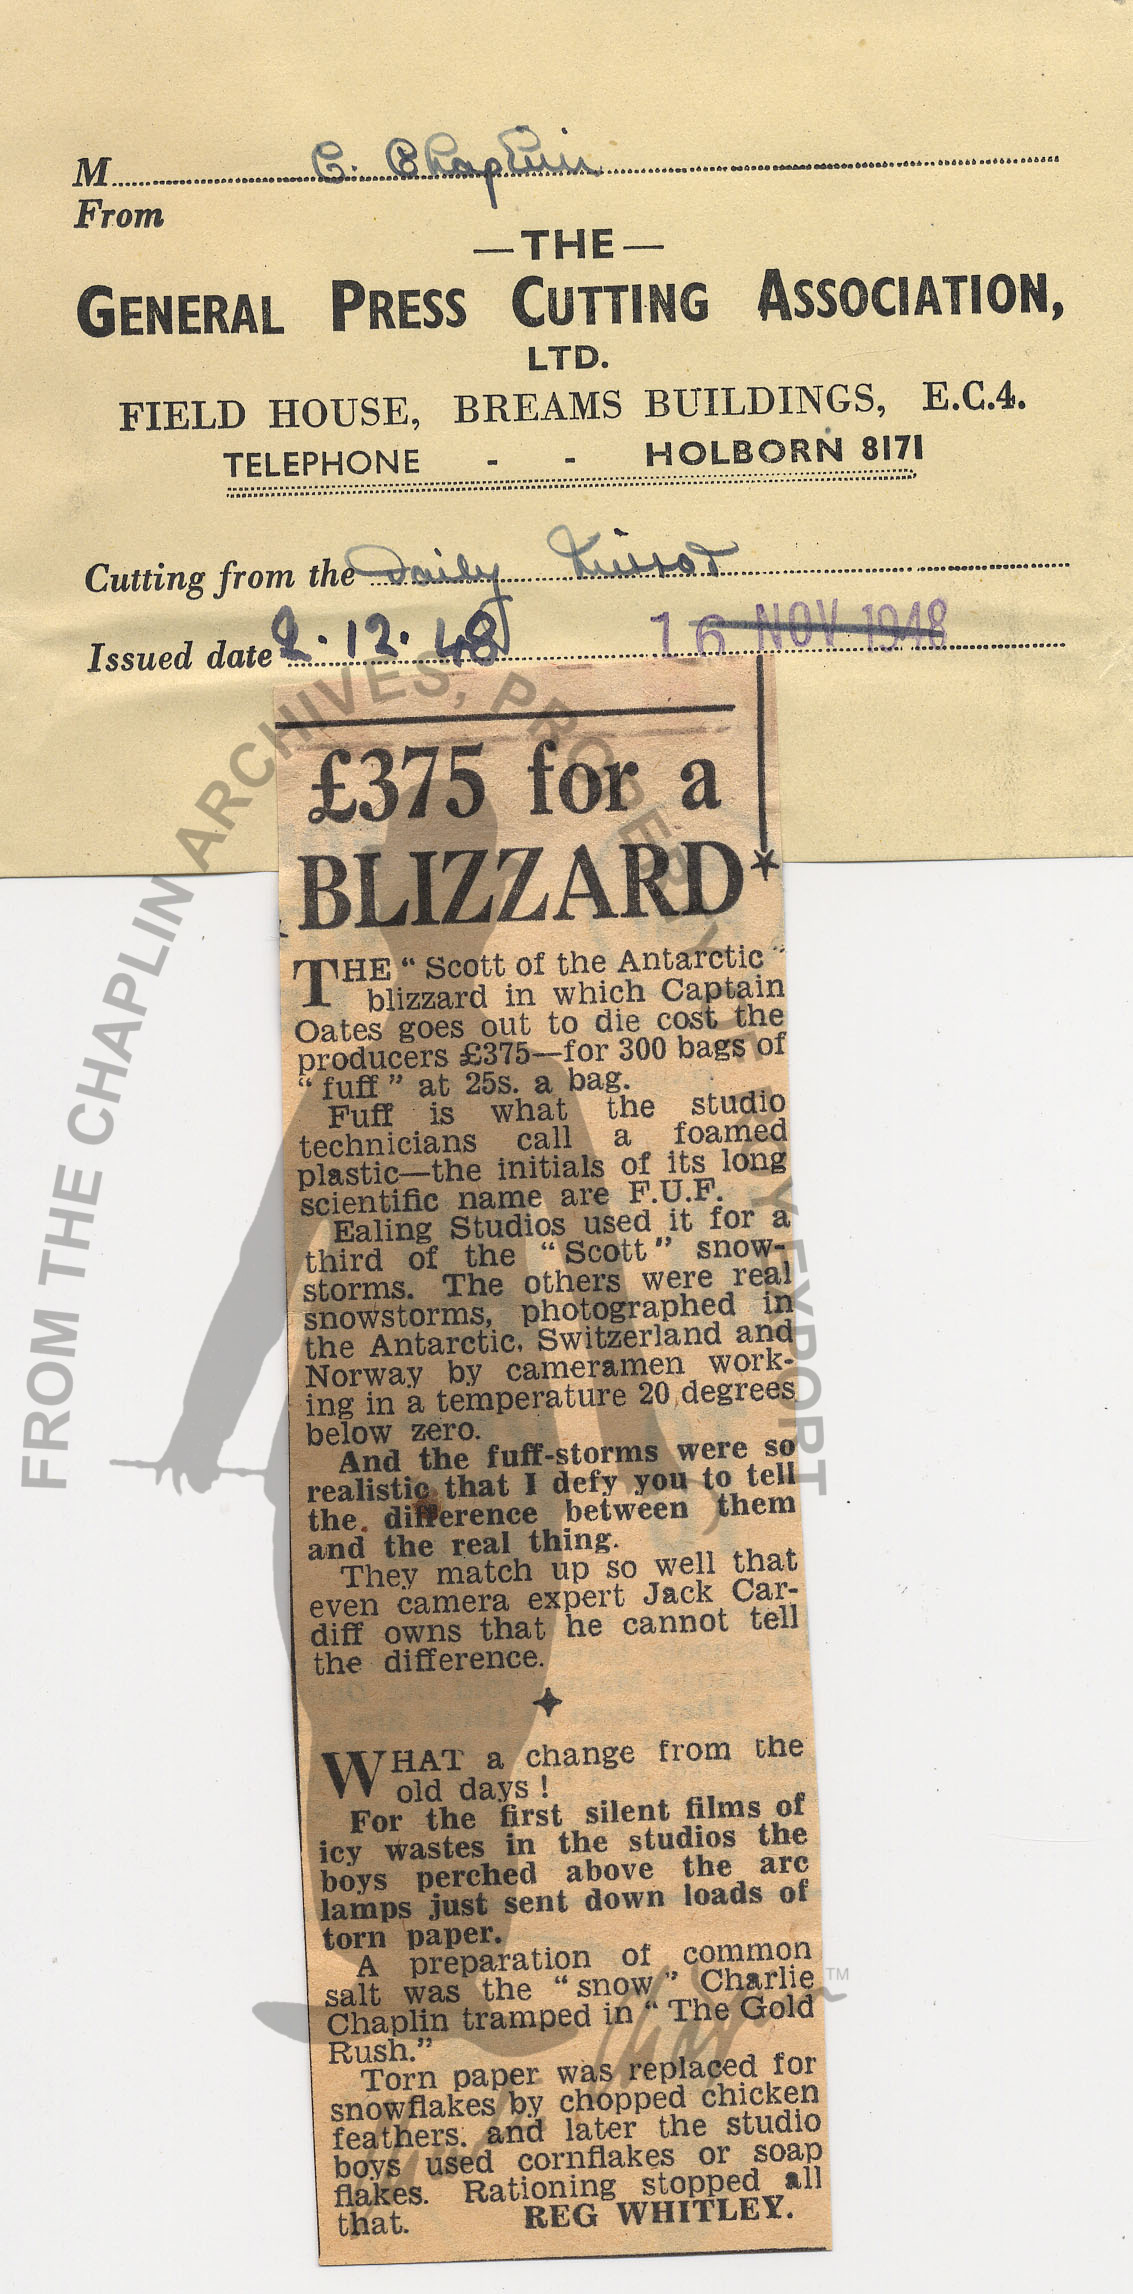 M C. Chaplin
From
—THE—
GENERAL PRESS CUTTING ASSOCIATION,
LTD.
FIELD HOUSE, BREAMS BUILDINGS, E.C.4.
TELEPHONE - - HOLBORN 8171
Cutting from the Daily Mirror
Issued date 2.12.48 16 NOV 1948
£375 for a
BLIZZARD*
THE “Scott of the Antarctic”
blizzard in which Captain
Oates goes out to die cost the
producers £375—for 300 bags of
“fuff” at 25s. a bag.
Fuff is what the studio
technicians call a foamed
plastic—the initials of its long
scientific name are F.U.F.
Ealing Studios used it for a
third of the “Scott” snow-
storms. The others were real
snowstorms, photographed in
the Antarctic, Switzerland and
Norway by cameramen work-
ing in a temperature 20 degrees
below zero.
And the fuff-storms were so
realistic that I defy you to tell
the difference between them
and the real thing.
They match up so well that
even camera expert Jack Car-
diff owns that he cannot tell
the difference.
WHAT a change from the
old days!
For the first silent films of
icy wastes in the studios the
boys perched above the arc
lamps just sent down loads of
torn paper.
A preparation of common
salt was the “snow” Charlie
Chaplin tramped in “The Gold
Rush.”
Torn paper was replaced for
snowflakes by chopped chicken
feathers. and later the studio
boys used cornflakes or soap
flakes. Rationing stopped all
that. REG WHITLEY.
FROM THE CHAPLIN ARCHIVES, PROPERTY OF ROY EXPORT
Charlie Chaplin TM